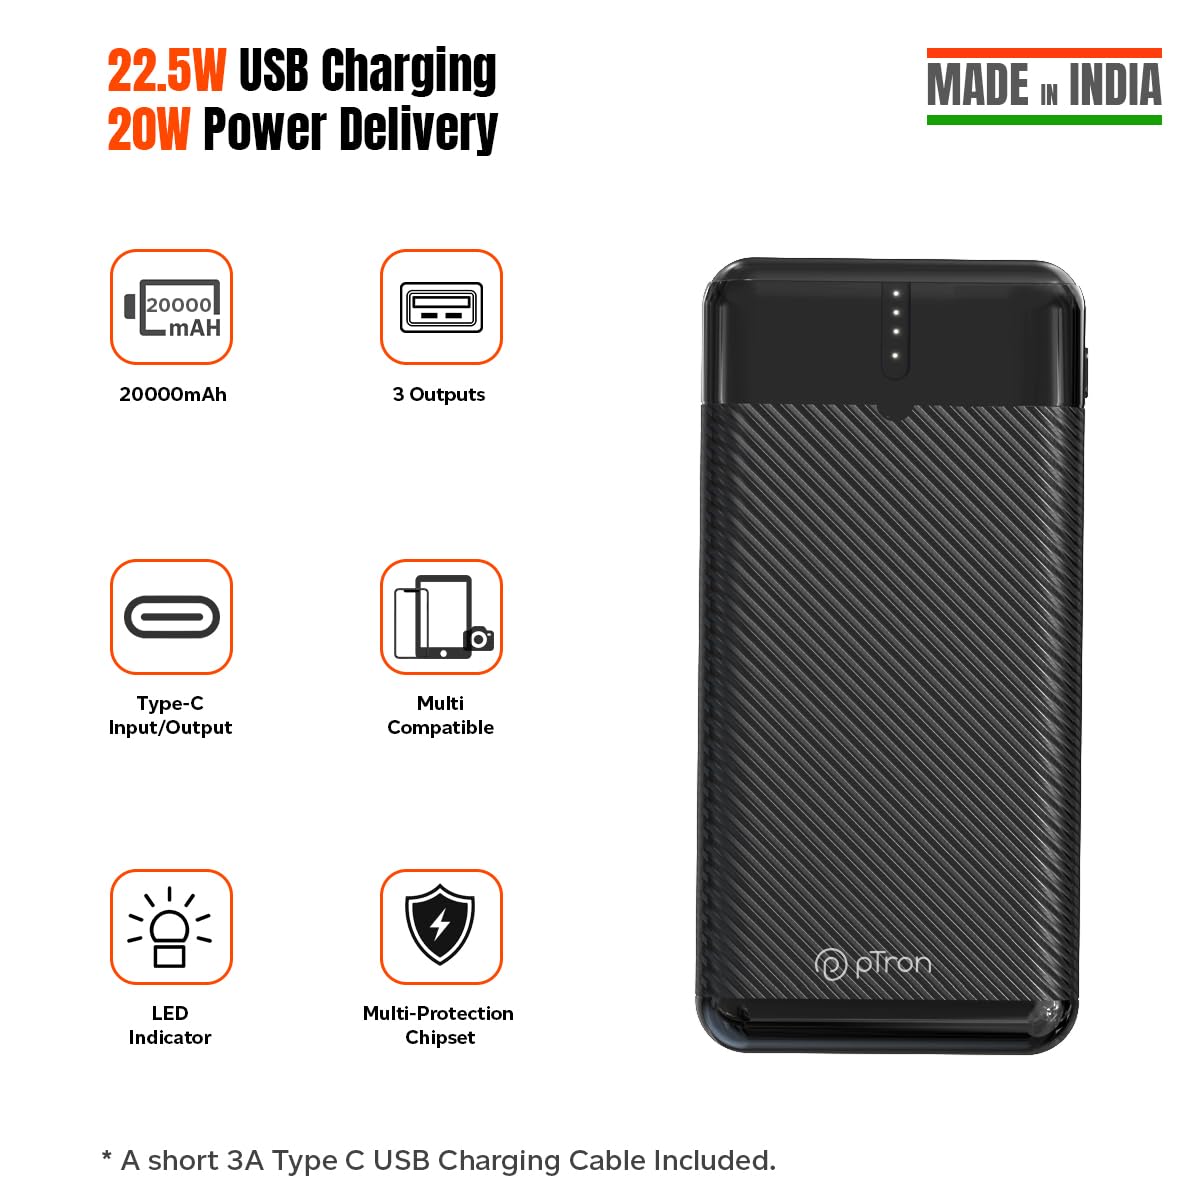 22.5W USB Charging
20W Power Delivery
MADE IN INDIA
20000
mAH
20000mAh
3 Outputs
Type-C
Input/Output
Multi
Compatible
LED
Indicator
Multi-Protection
Chipset
pTron
* A short 3A Type C USB Charging Cable Included.